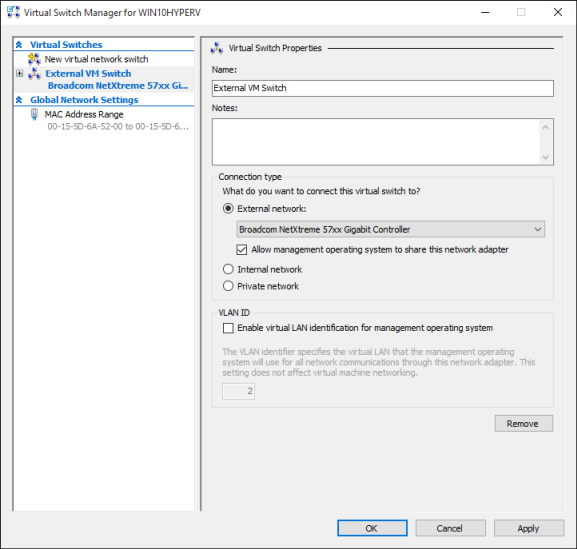 Virtual Switch Manager for WIN10HYPERV
Virtual Switches
New virtual network switch
External VM Switch
Broadcom NetXtreme 57xx Gi...
Global Network Settings
MAC Address Range
00-15-5D-6A-52-00 to 00-15-5D-6...
Virtual Switch Properties
Name:
External VM Switch
Notes:
Connection type
What do you want to connect this virtual switch to?
External network:
Broadcom NetXtreme 57xx Gigabit Controller
Allow management operating system to share this network adapter
Internal network
Private network
VLAN ID
Enable virtual LAN identification for management operating system
The VLAN identifier specifies the virtual LAN that the management operating
system will use for all network communications through this network adapter. This
setting does not affect virtual machine networking.
2
Remove
OK
Cancel
Apply